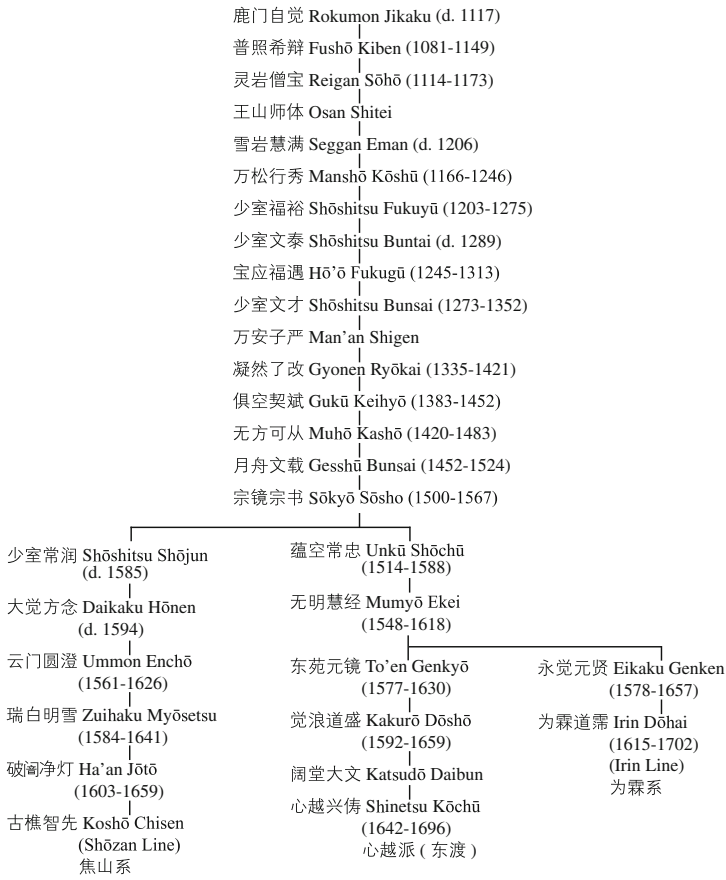 鹿门自觉 Rokumon Jikaku (d. 1117)
普照希辩 Fushō Kiben (1081-1149)
灵岩僧宝 Reigan Sōhō (1114-1173)
王山师体 Osan Shitei
雪岩慧满 Seggan Eman (d. 1206)
万松行秀 Manshō Kōshū (1166-1246)
少室福裕 Shōshitsu Fukuyū (1203-1275)
少室文泰 Shōshitsu Buntai (d. 1289)
宝应福遇 Hō’ō Fukugū (1245-1313)
少室文才 Shōshitsu Bunsai (1273-1352)
万安子严 Man’an Shigen
凝然了改 Gyonen Ryōkai (1335-1421)
俱空契斌 Gukū Keihyō (1383-1452)
无方可从 Muhō Kashō (1420-1483)
月舟文载 Gesshū Bunsai (1452-1524)
宗镜宗书 Sōkyō Sōsho (1500-1567)
少室常润 Shōshitsu Shōjun
(d. 1585)
大觉方念 Daikaku Hōnen
(d. 1594)
云门圆澄 Ummon Enchō
(1561-1626)
瑞白明雪 Zuihaku Myōsetsu
(1584-1641)
破闇净灯 Ha’an Jōtō
(1603-1659)
古樵智先 Koshō Chisen
(Shōzan Line)
焦山系
蕴空常忠 Unkū Shōchū
(1514-1588)
无明慧经 Mumyō Ekei
(1548-1618)
东苑元镜 To’en Genkyō
(1577-1630)
觉浪道盛 Kakurō Dōshō
(1592-1659)
阔堂大文 Katsudō Daibun
心越兴俦 Shinetsu Kōchū
(1642-1696)
心越派 ( 东渡 )
永觉元贤 Eikaku Genken
(1578-1657)
为霖道霈 Irin Dōhai
(1615-1702)
(Irin Line)
为霖系